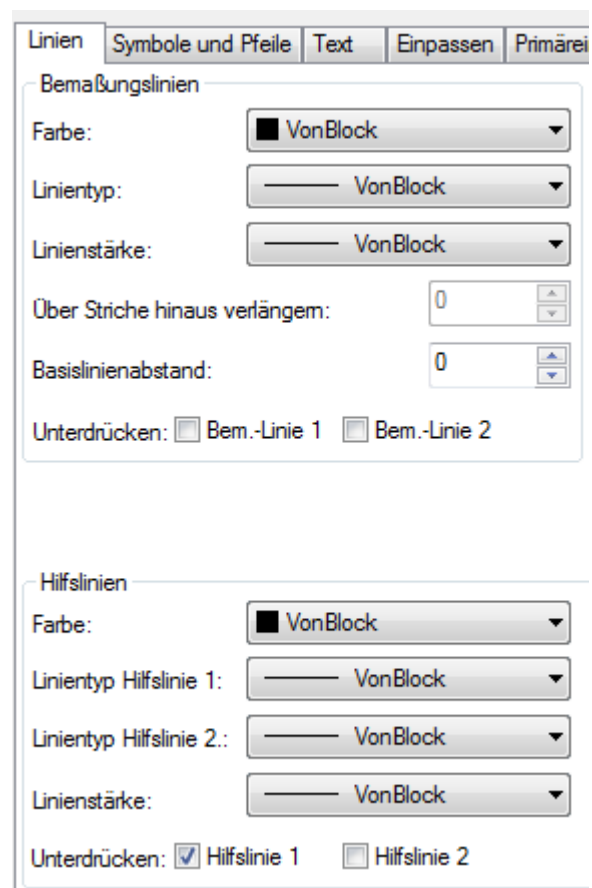 Linien Symbole und Pfeile Text Einpassen Primärei
Bemaßungslinien
Farbe: VonBlock
Linientyp: VonBlock
Linienstärke: VonBlock
Über Striche hinaus verlängern: 0
Basislinienabstand: 0
Unterdrücken: Bem.-Linie 1 Bem.-Linie 2
Hilfslinien
Farbe: VonBlock
Linientyp Hilfslinie 1: VonBlock
Linientyp Hilfslinie 2.: VonBlock
Linienstärke: VonBlock
Unterdrücken: Hilfslinie 1 Hilfslinie 2